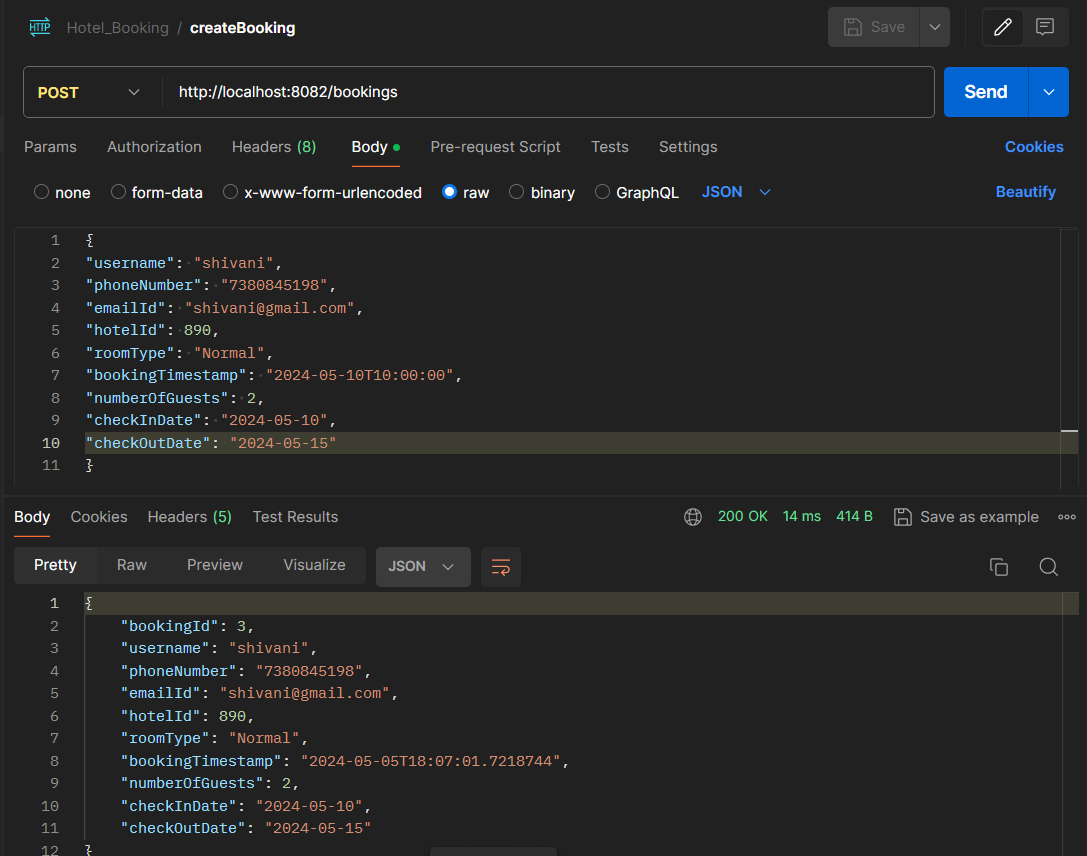 HTTP Hotel_Booking / createBooking Save
POST http://localhost:8082/bookings Send
Params Authorization Headers (8) Body Pre-request Script Tests Settings Cookies
none form-data x-www-form-urlencoded raw binary GraphQL JSON Beautify
1 {
2 "username": "shivani",
3 "phoneNumber": "7380845198",
4 "emailId": "shivani@gmail.com",
5 "hotelId": 890,
6 "roomType": "Normal",
7 "bookingTimestamp": "2024-05-10T10:00:00",
8 "numberOfGuests": 2,
9 "checkInDate": "2024-05-10",
10 "checkOutDate": "2024-05-15"
11 }
Body Cookies Headers (5) Test Results 200 OK 14 ms 414 B Save as example
Pretty Raw Preview Visualize JSON
1 {
2 "bookingId": 3,
3 "username": "shivani",
4 "phoneNumber": "7380845198",
5 "emailId": "shivani@gmail.com",
6 "hotelId": 890,
7 "roomType": "Normal",
8 "bookingTimestamp": "2024-05-05T18:07:01.7218744",
9 "numberOfGuests": 2,
10 "checkInDate": "2024-05-10",
11 "checkOutDate": "2024-05-15"
12 }